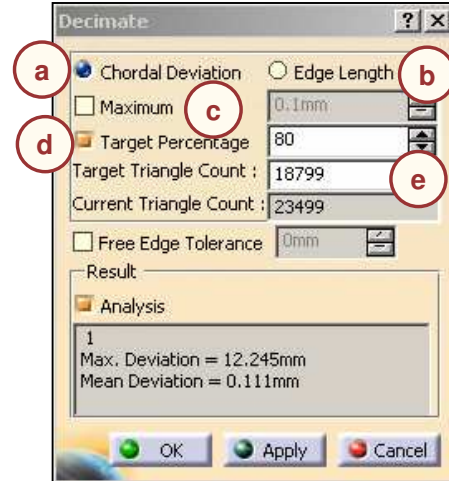 Decimate
a Chordal Deviation Edge Length b
Maximum c 0.1mm
d Target Percentage 80
Target Triangle Count : 18799 e
Current Triangle Count : 23499
Free Edge Tolerance 0mm
Result
Analysis
1
Max. Deviation = 12.245mm
Mean Deviation = 0.111mm
OK Apply Cancel